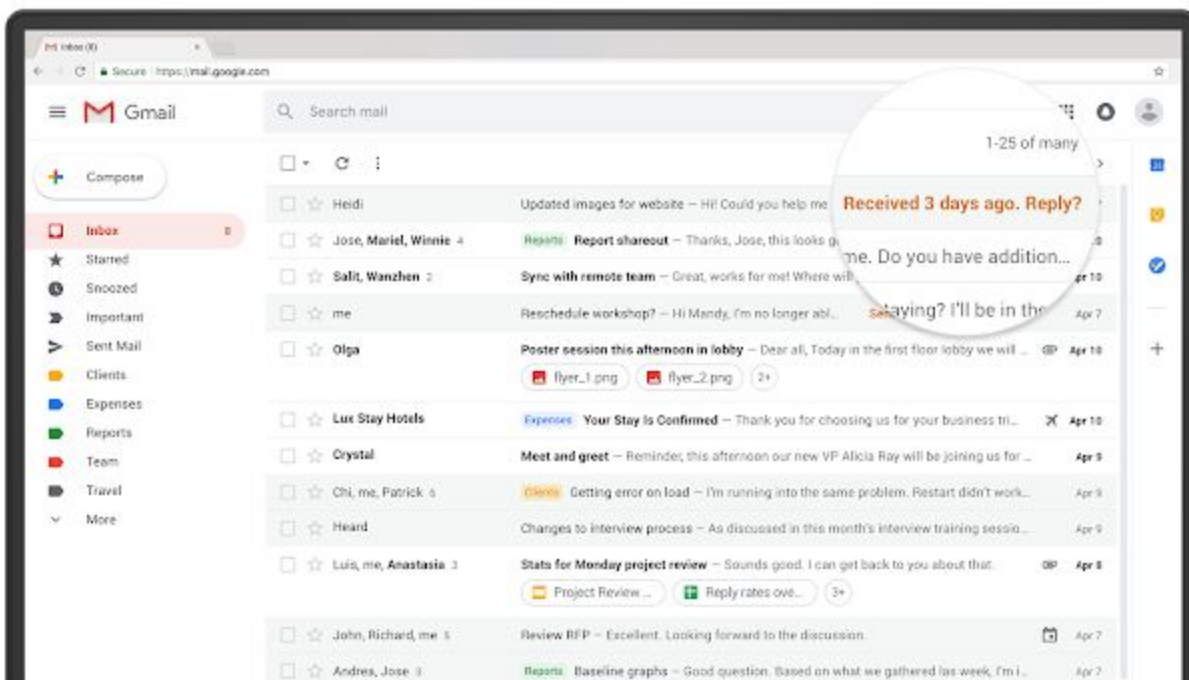 Inbox (8)
Secure https://mail.google.com
Gmail
Search mail
1-25 of many
Compose
Heidi Updated images for website – Hi! Could you help me Received 3 days ago. Reply?
Inbox 8
Jose, Mariel, Winnie 4 Reports Report shareout – Thanks, Jose, this looks g
me. Do you have addition...
Starred
Salit, Wanzhen 2 Sync with remote team – Great, works for me! Where will Apr 10
Snoozed
staying? I'll be in the
Important
me Reschedule workshop? – Hi Mandy, I'm no longer abl... Apr 7
Sent Mail
Olga Poster session this afternoon in lobby – Dear all, Today in the first floor lobby we will ... Apr 10
Clients
flyer_1.png flyer_2.png 2+
Expenses
Lux Stay Hotels Expenses Your Stay Is Confirmed – Thank you for choosing us for your business tri... Apr 10
Reports
Crystal Meet and greet – Reminder, this afternoon our new VP Alicia Ray will be joining us for ... Apr 9
Team
Travel
Chi, me, Patrick 6 Clients Getting error on load – I'm running into the same problem. Restart didn't work... Apr 9
More
Heard Changes to interview process – As discussed in this month's interview training sessio... Apr 9
Luis, me, Anastasia 3 Stats for Monday project review – Sounds good. I can get back to you about that. Apr 8
Project Review ... Reply rates ove... 3+
John, Richard, me 5 Review RFP – Excellent. Looking forward to the discussion. Apr 7
Andrea, Jose 3 Reports Baseline graphs – Good question. Based on what we gathered las week, I'm i... Apr 7